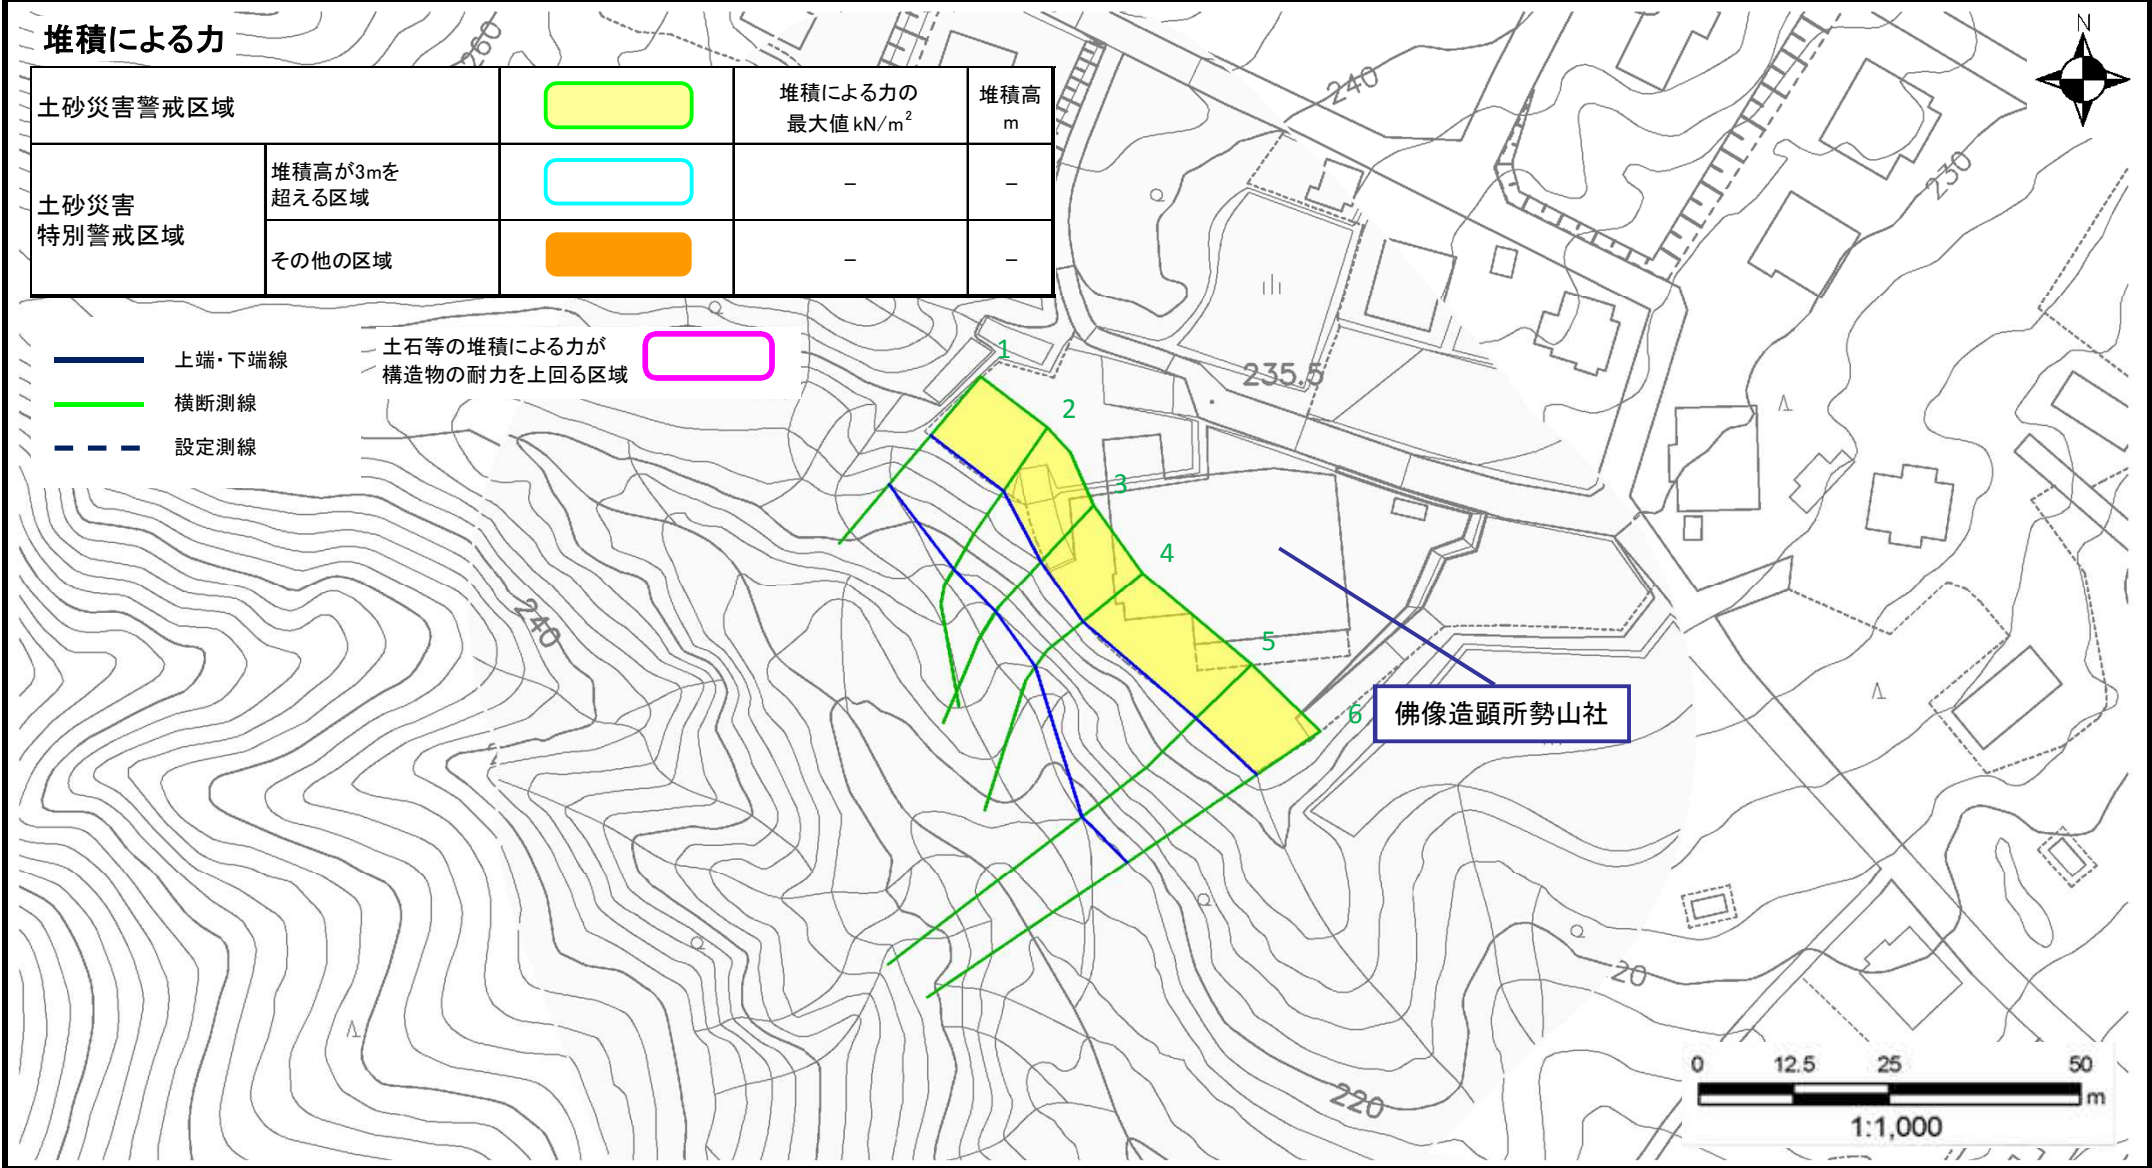 堆積による力
土砂災害警戒区域
堆積による力の
最大値kN/m²
堆積高
m
土砂災害
特別警戒区域
堆積高が3mを
超える区域
－
－
その他の区域
－
－
上端・下端線
横断測線
設定測線
土石等の堆積による力が
構造物の耐力を上回る区域
N
260
240
230
235.5
1
2
3
4
5
6
240
佛像造顕所勢山社
20
220
0 12.5 25 50
m
1:1,000